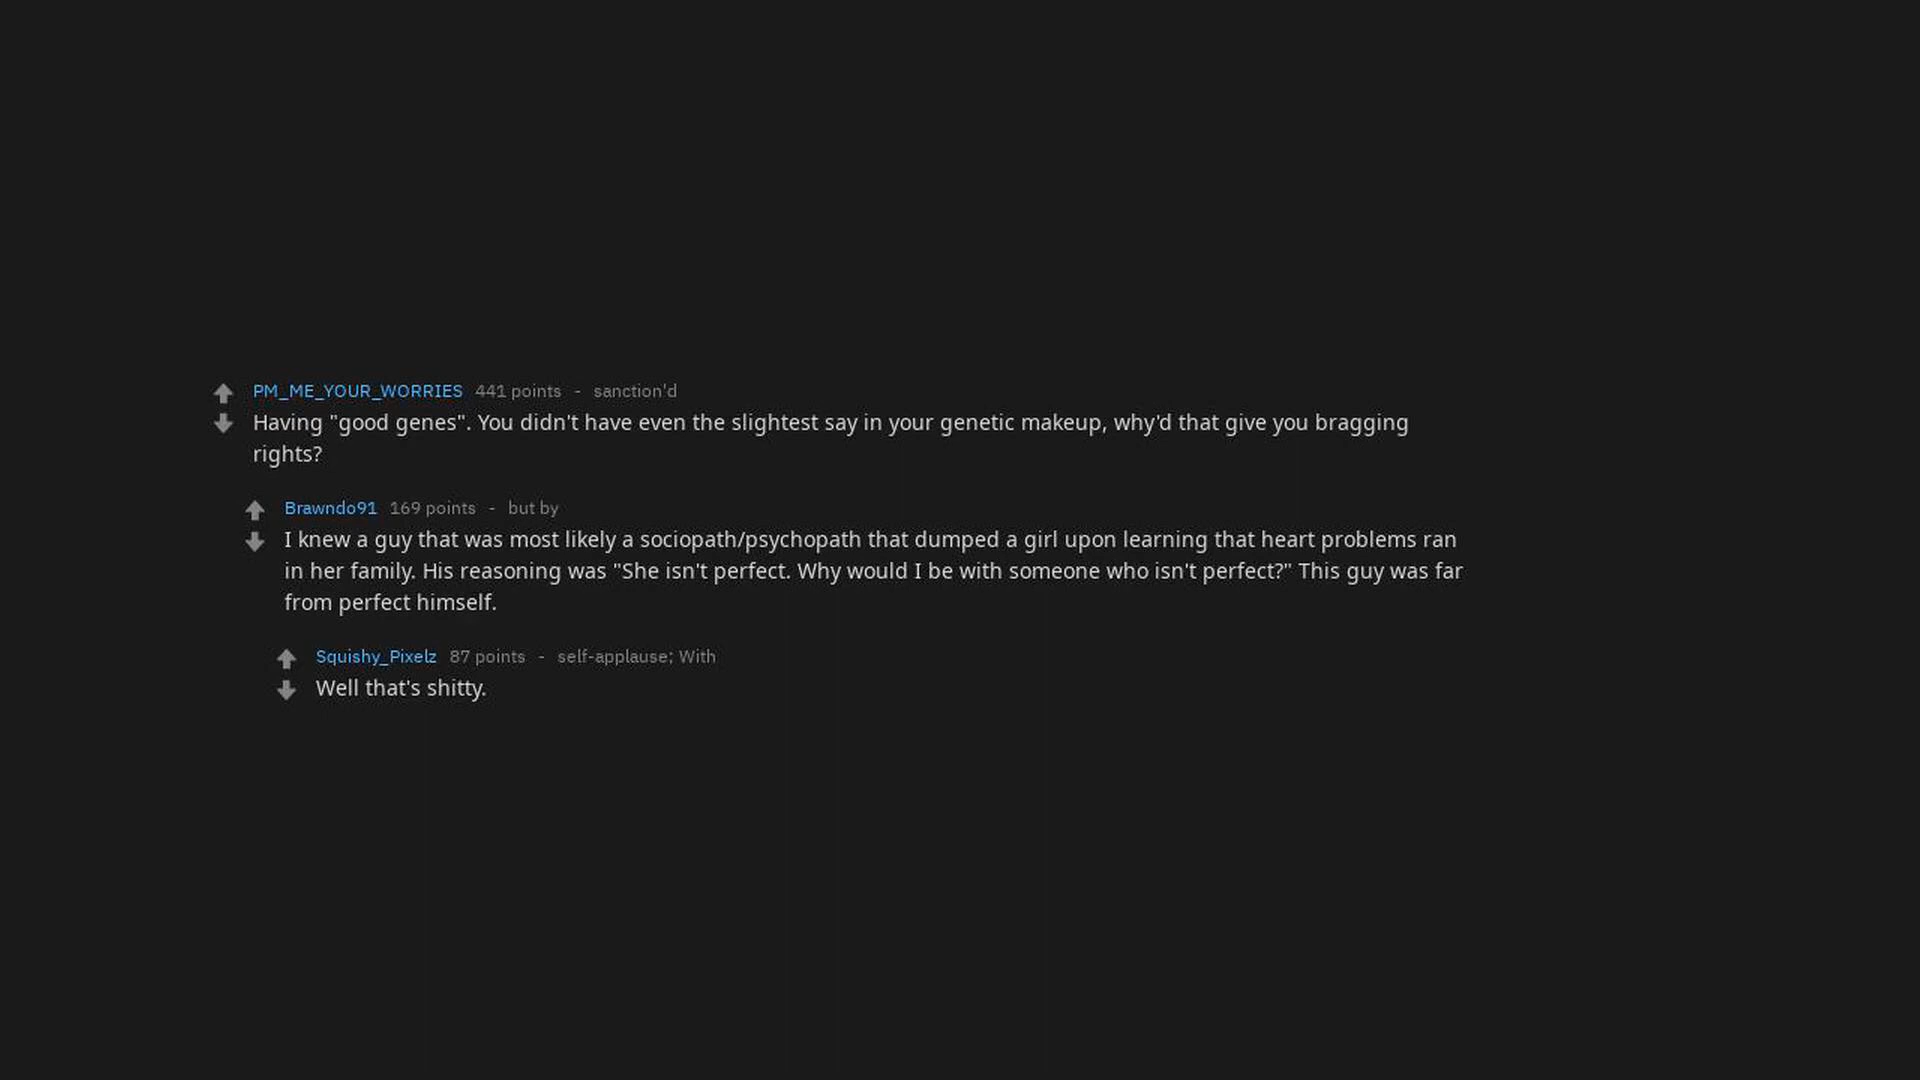 PM_ME_YOUR_WORRIES 441 points - sanction'd
Having "good genes". You didn't have even the slightest say in your genetic makeup, why'd that give you bragging
rights?
Brawndo91 169 points - but by
I knew a guy that was most likely a sociopath/psychopath that dumped a girl upon learning that heart problems ran
in her family. His reasoning was "She isn't perfect. Why would I be with someone who isn't perfect?" This guy was far
from perfect himself.
Squishy_Pixelz 87 points - self-applause; With
Well that's shitty.